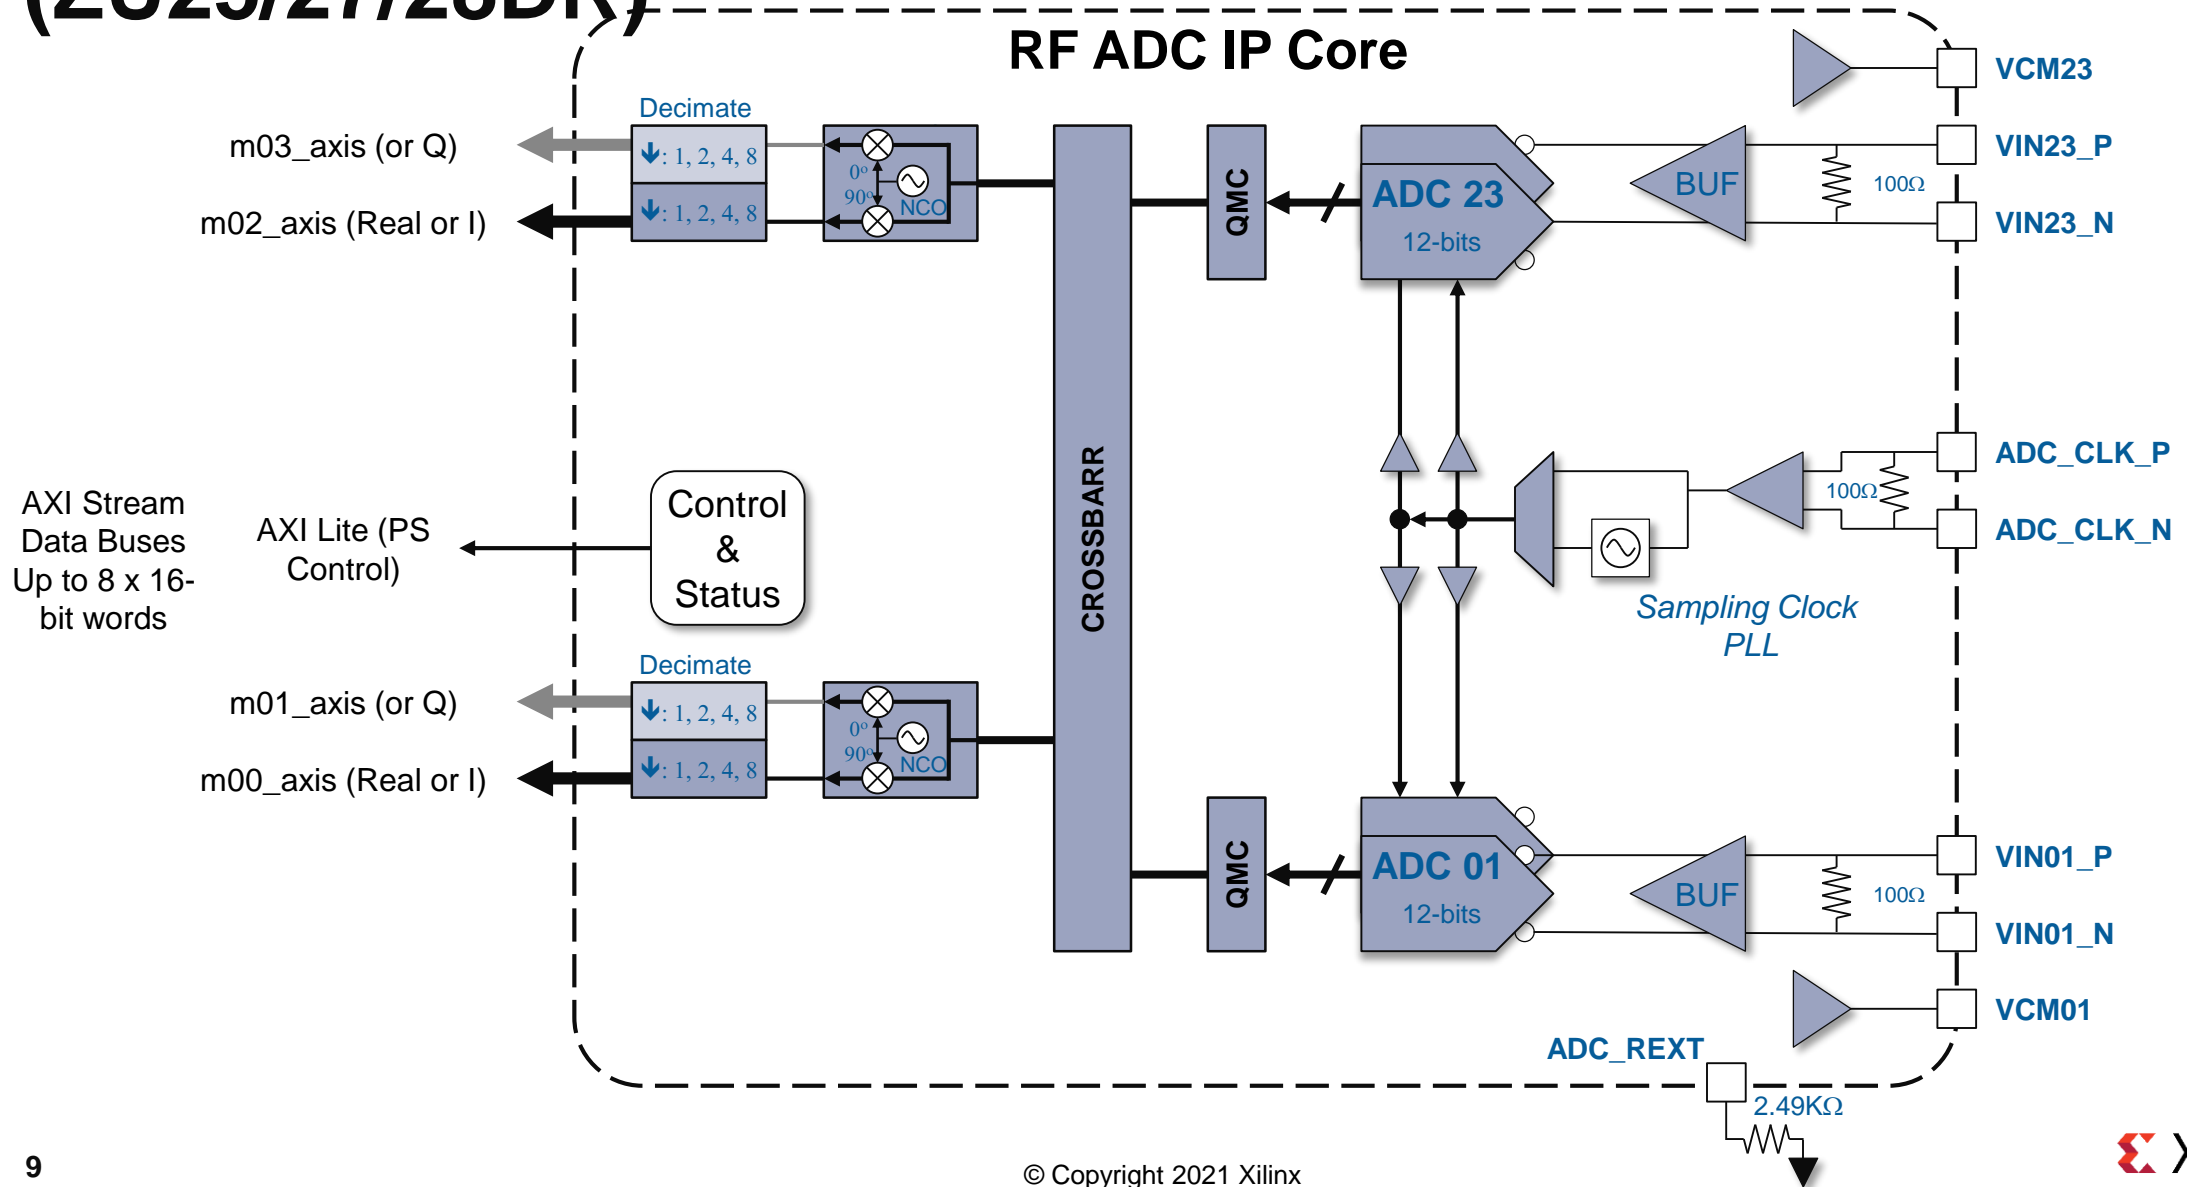 (ZU25/27/28DR)
RF ADC IP Core
VCM23
Decimate
m03_axis (or Q)
: 1, 2, 4, 8
0°
90°
NCO
QMC
ADC 23
12-bits
BUF
100Ω
VIN23_P
m02_axis (Real or I)
: 1, 2, 4, 8
VIN23_N
CROSSBARR
ADC_CLK_P
100Ω
ADC_CLK_N
AXI Stream
Data Buses
Up to 8 x 16-
bit words
AXI Lite (PS
Control)
Control
&
Status
Sampling Clock
PLL
Decimate
m01_axis (or Q)
: 1, 2, 4, 8
0°
90°
NCO
m00_axis (Real or I)
: 1, 2, 4, 8
QMC
ADC 01
12-bits
BUF
100Ω
VIN01_P
VIN01_N
VCM01
ADC_REXT
2.49KΩ
9
© Copyright 2021 Xilinx